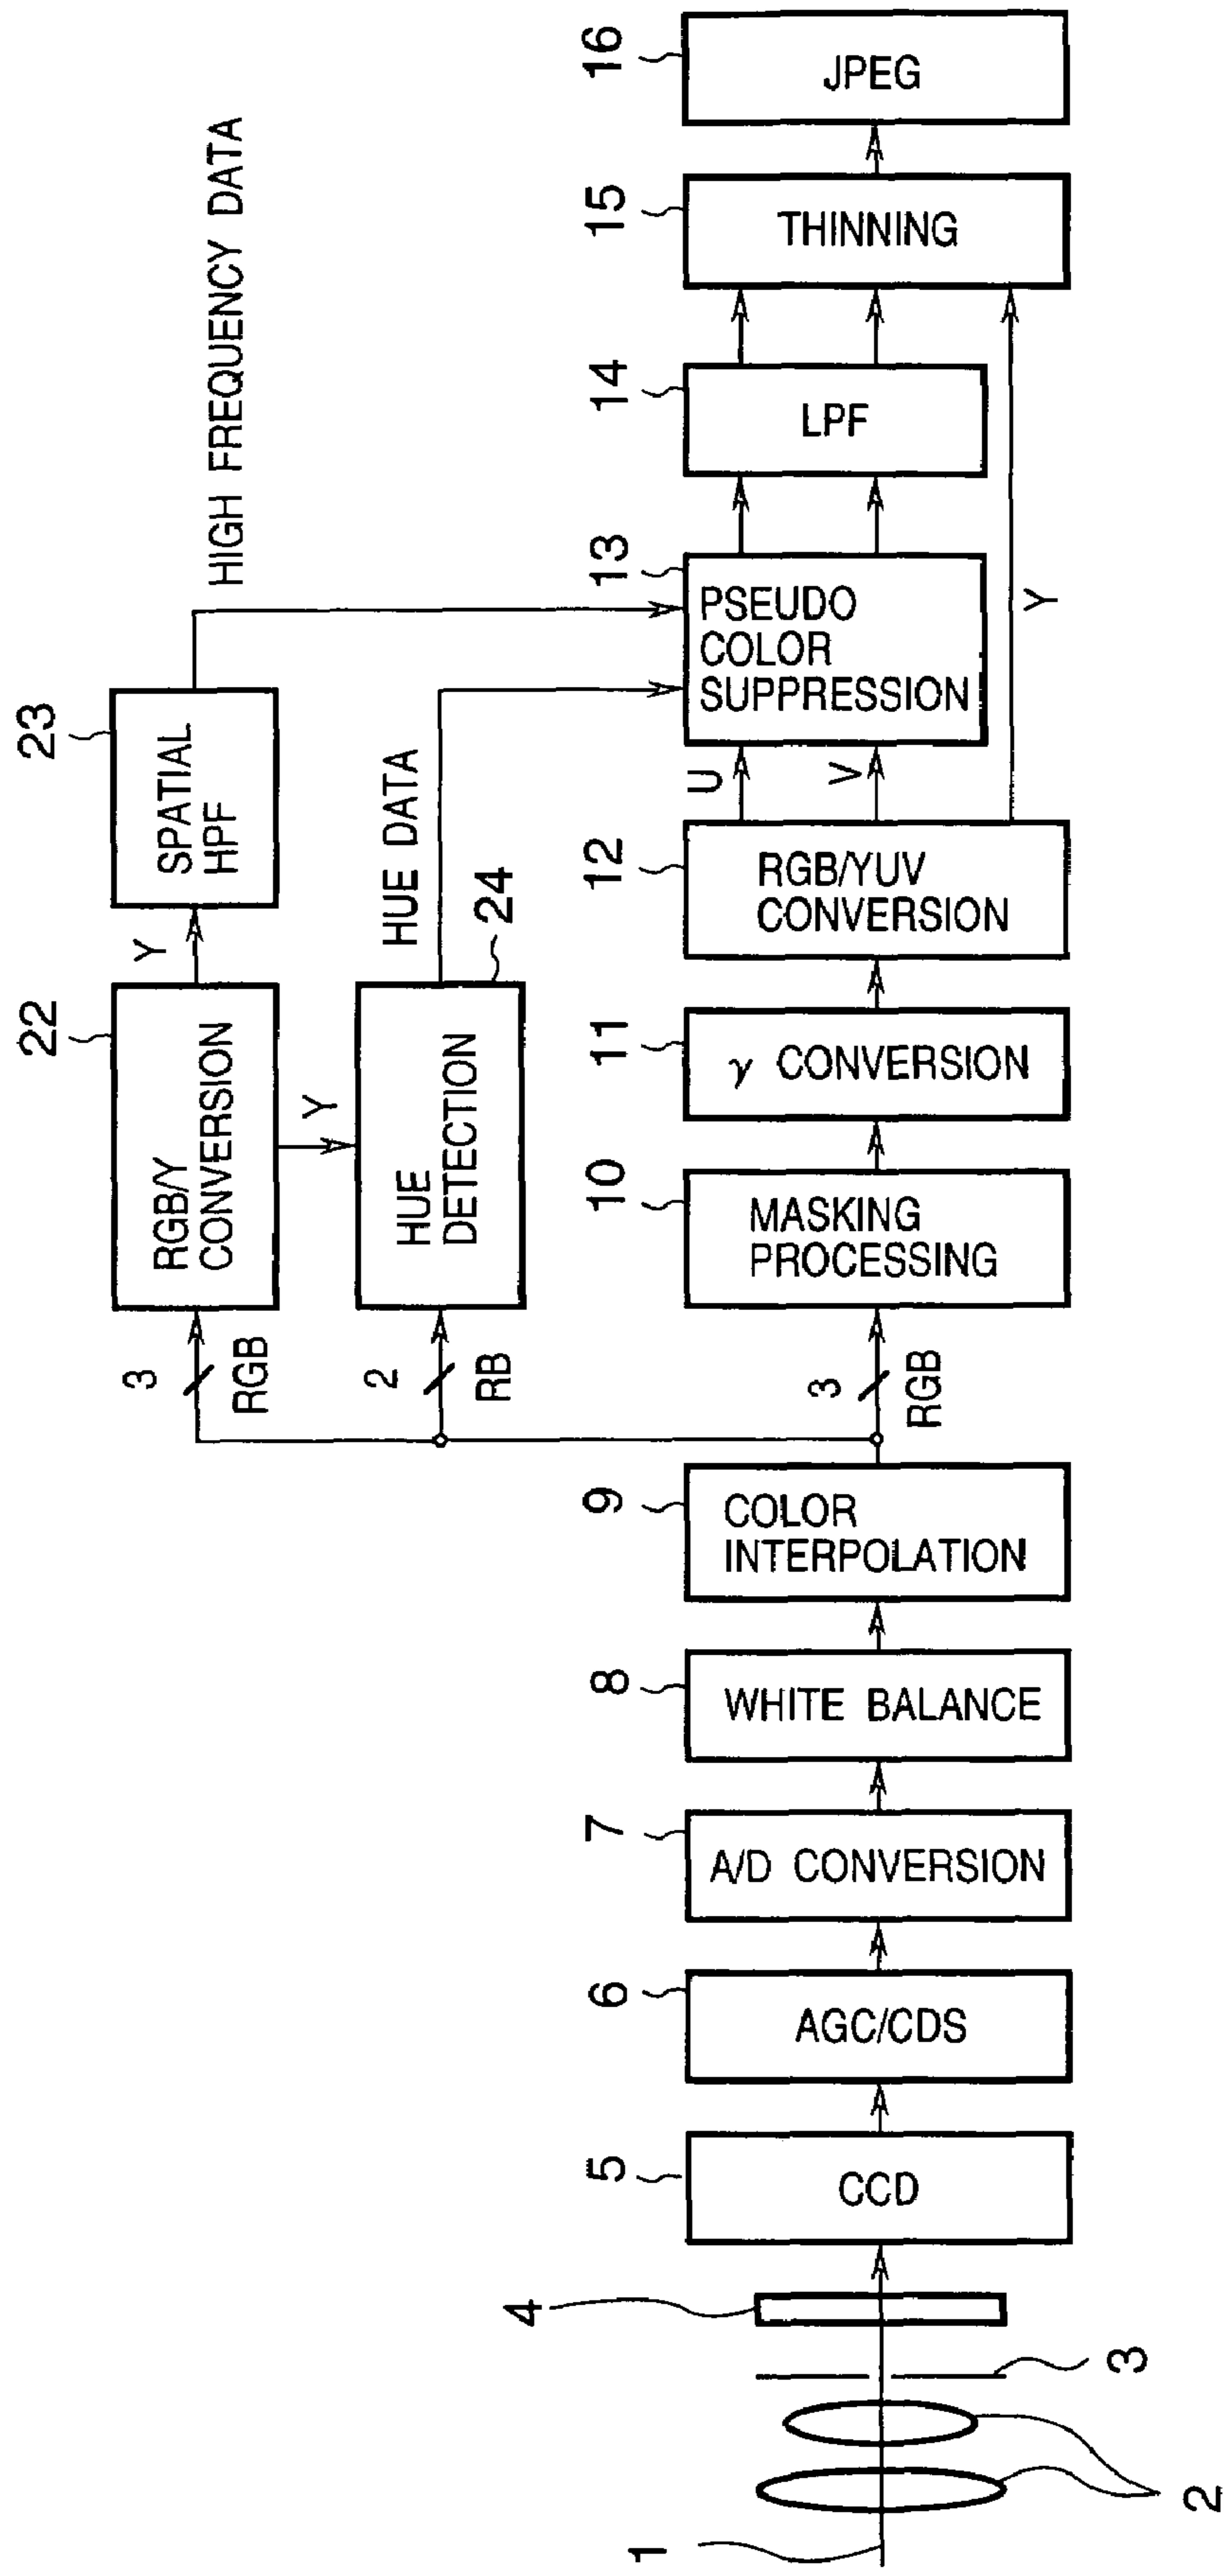 HIGH FREQUENCY DATA
23
SPATIAL
HPF
Y
22
RGB/Y
CONVERSION
3
RGB
HUE DATA
24
Y
HUE
DETECTION
2
RB
1
2
3
4
5
CCD
6
AGC/CDS
7
A/D CONVERSION
8
WHITE BALANCE
9
COLOR
INTERPOLATION
3
RGB
10
MASKING
PROCESSING
11
γ CONVERSION
12
RGB/YUV
CONVERSION
U
V
Y
13
PSEUDO
COLOR
SUPPRESSION
14
LPF
15
THINNING
16
JPEG